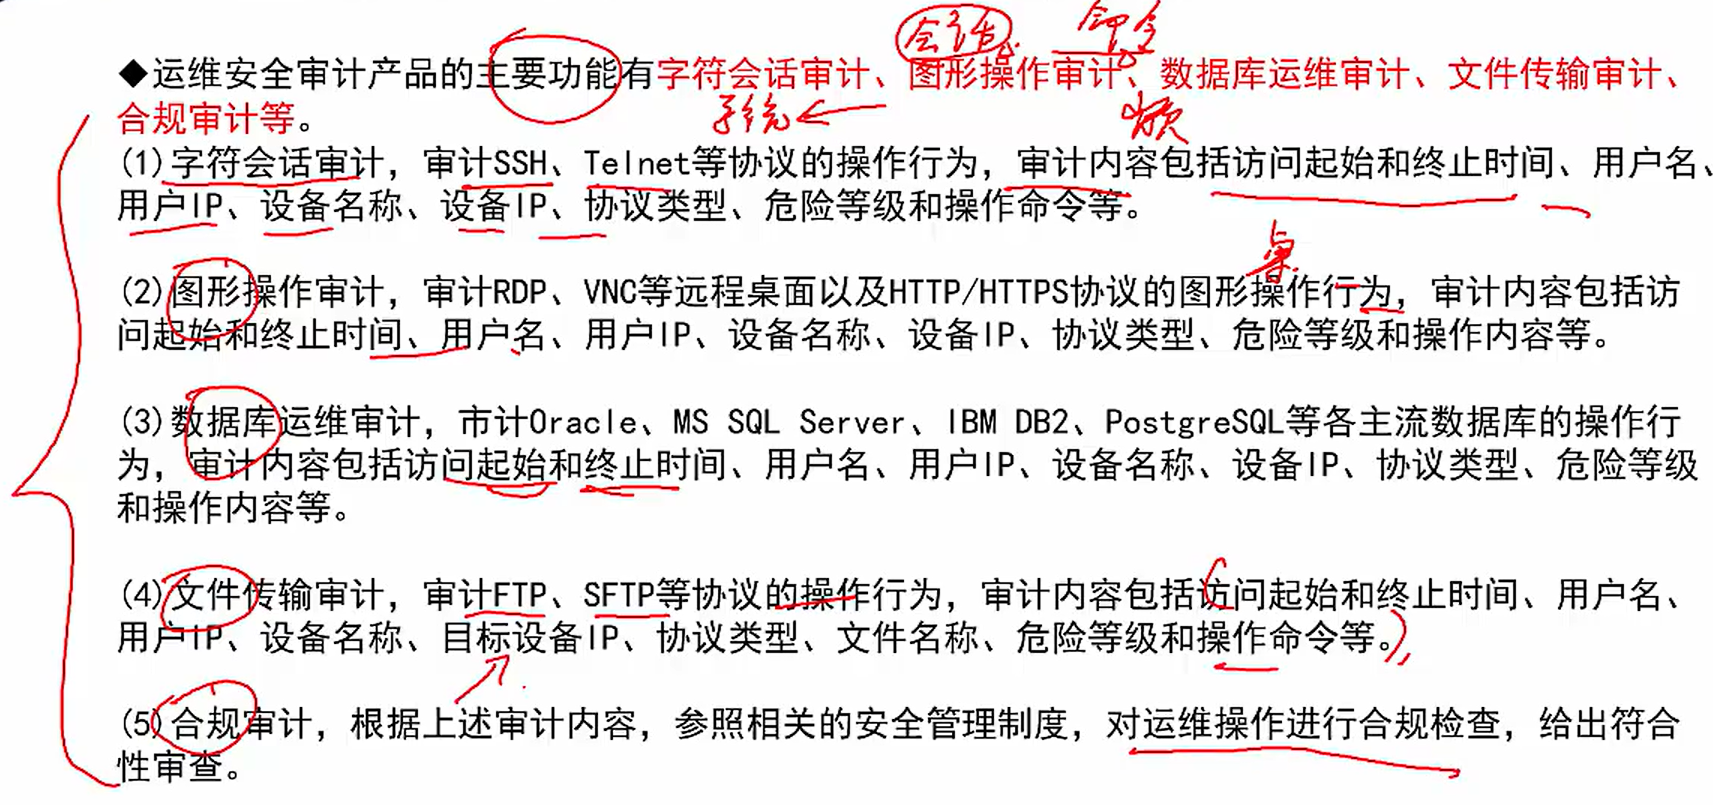 会话 命令
◆运维安全审计产品的主要功能有字符会话审计、图形操作审计、数据库运维审计、文件传输审计、
合规审计等。
(1)字符会话审计，审计SSH、Telnet等协议的操作行为，审计内容包括访问起始和终止时间、用户名、
用户IP、设备名称、设备IP、协议类型、危险等级和操作命令等。
(2)图形操作审计，审计RDP、VNC等远程桌面以及HTTP/HTTPS协议的图形操作行为，审计内容包括访
问起始和终止时间、用户名、用户IP、设备名称、设备IP、协议类型、危险等级和操作内容等。
(3)数据库运维审计，市计Oracle、MS SQL Server、IBM DB2、PostgreSQL等各主流数据库的操作行
为，审计内容包括访问起始和终止时间、用户名、用户IP、设备名称、设备IP、协议类型、危险等级
和操作内容等。
(4)文件传输审计，审计FTP、SFTP等协议的操作行为，审计内容包括访问起始和终止时间、用户名、
用户IP、设备名称、目标设备IP、协议类型、文件名称、危险等级和操作命令等。
(5)合规审计，根据上述审计内容，参照相关的安全管理制度，对运维操作进行合规检查，给出符合
性审查。